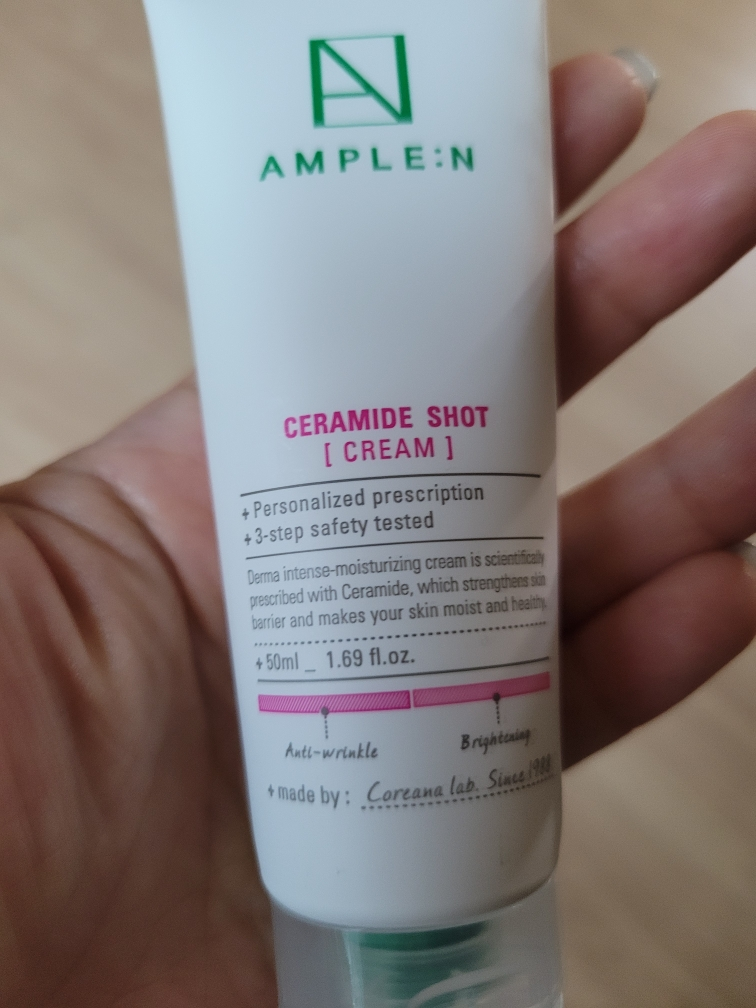 AMPLE:N
CERAMIDE SHOT
[ CREAM ]
+ Personalized prescription
+ 3-step safety tested
Derma intense-moisturizing cream is scientifically
prescribed with Ceramide, which strengthens skin
barrier and makes your skin moist and healthy.
+ 50ml _ 1.69 fl.oz.
Anti-wrinkle
Brightening
+ made by : Coreana lab. Since 1988